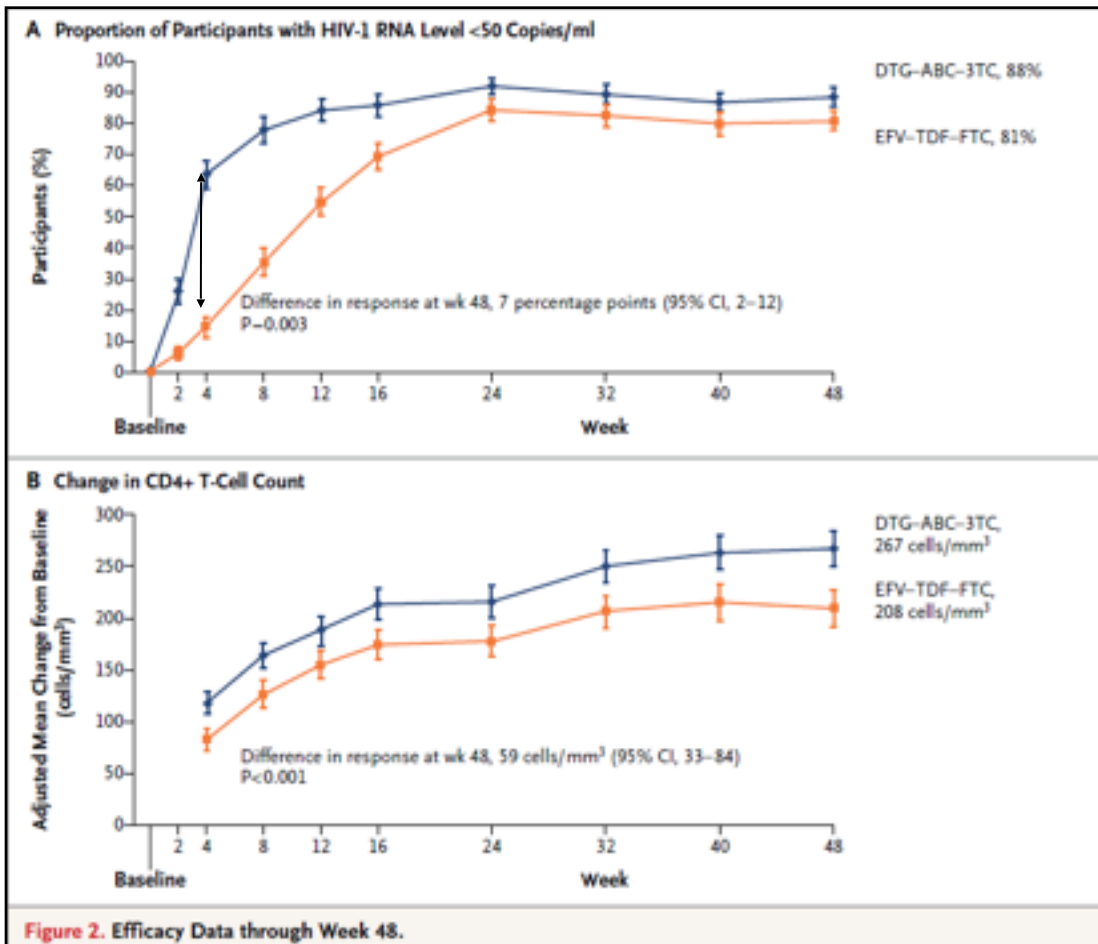 A Proportion of Participants with HIV-1 RNA Level <50 Copies/ml
100
90
80
70
60
50
40
30
20
10
0
Participants (%)
DTG–ABC–3TC, 88%
EFV–TDF–FTC, 81%
Difference in response at wk 48, 7 percentage points (95% CI, 2–12)
P=0.003
2 4 8 12 16 24 32 40 48
Baseline Week
B Change in CD4+ T-Cell Count
300
250
200
150
100
50
0
Adjusted Mean Change from Baseline
(cells/mm³)
DTG–ABC–3TC,
267 cells/mm³
EFV–TDF–FTC,
208 cells/mm³
Difference in response at wk 48, 59 cells/mm³ (95% CI, 33–84)
P<0.001
2 4 8 12 16 24 32 40 48
Baseline Week
Figure 2. Efficacy Data through Week 48.